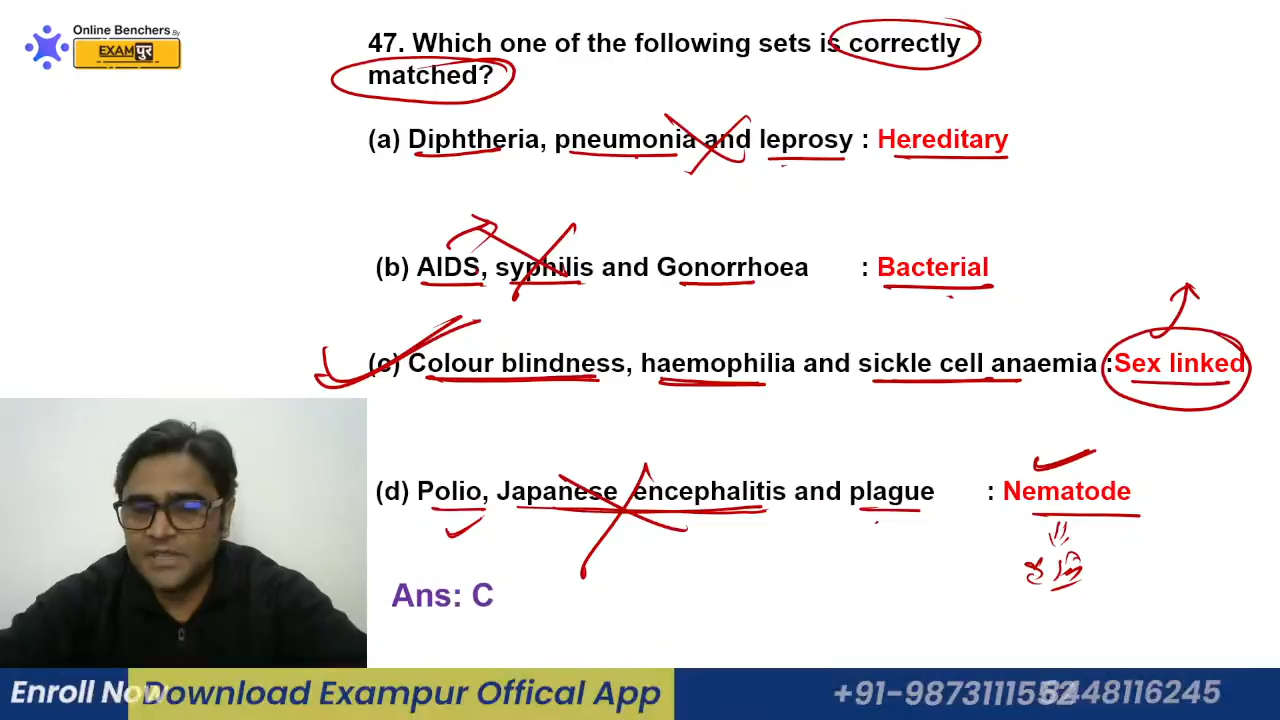 Online Benchers By
EXAM पुर
47. Which one of the following sets is correctly
matched?
(a) Diphtheria, pneumonia and leprosy : Hereditary
(b) AIDS, syphilis and Gonorrhoea : Bacterial
(c) Colour blindness, haemophilia and sickle cell anaemia :Sex linked
(d) Polio, Japanese encephalitis and plague : Nematode
Ans: C
Enroll Now
Download Exampur Offical App